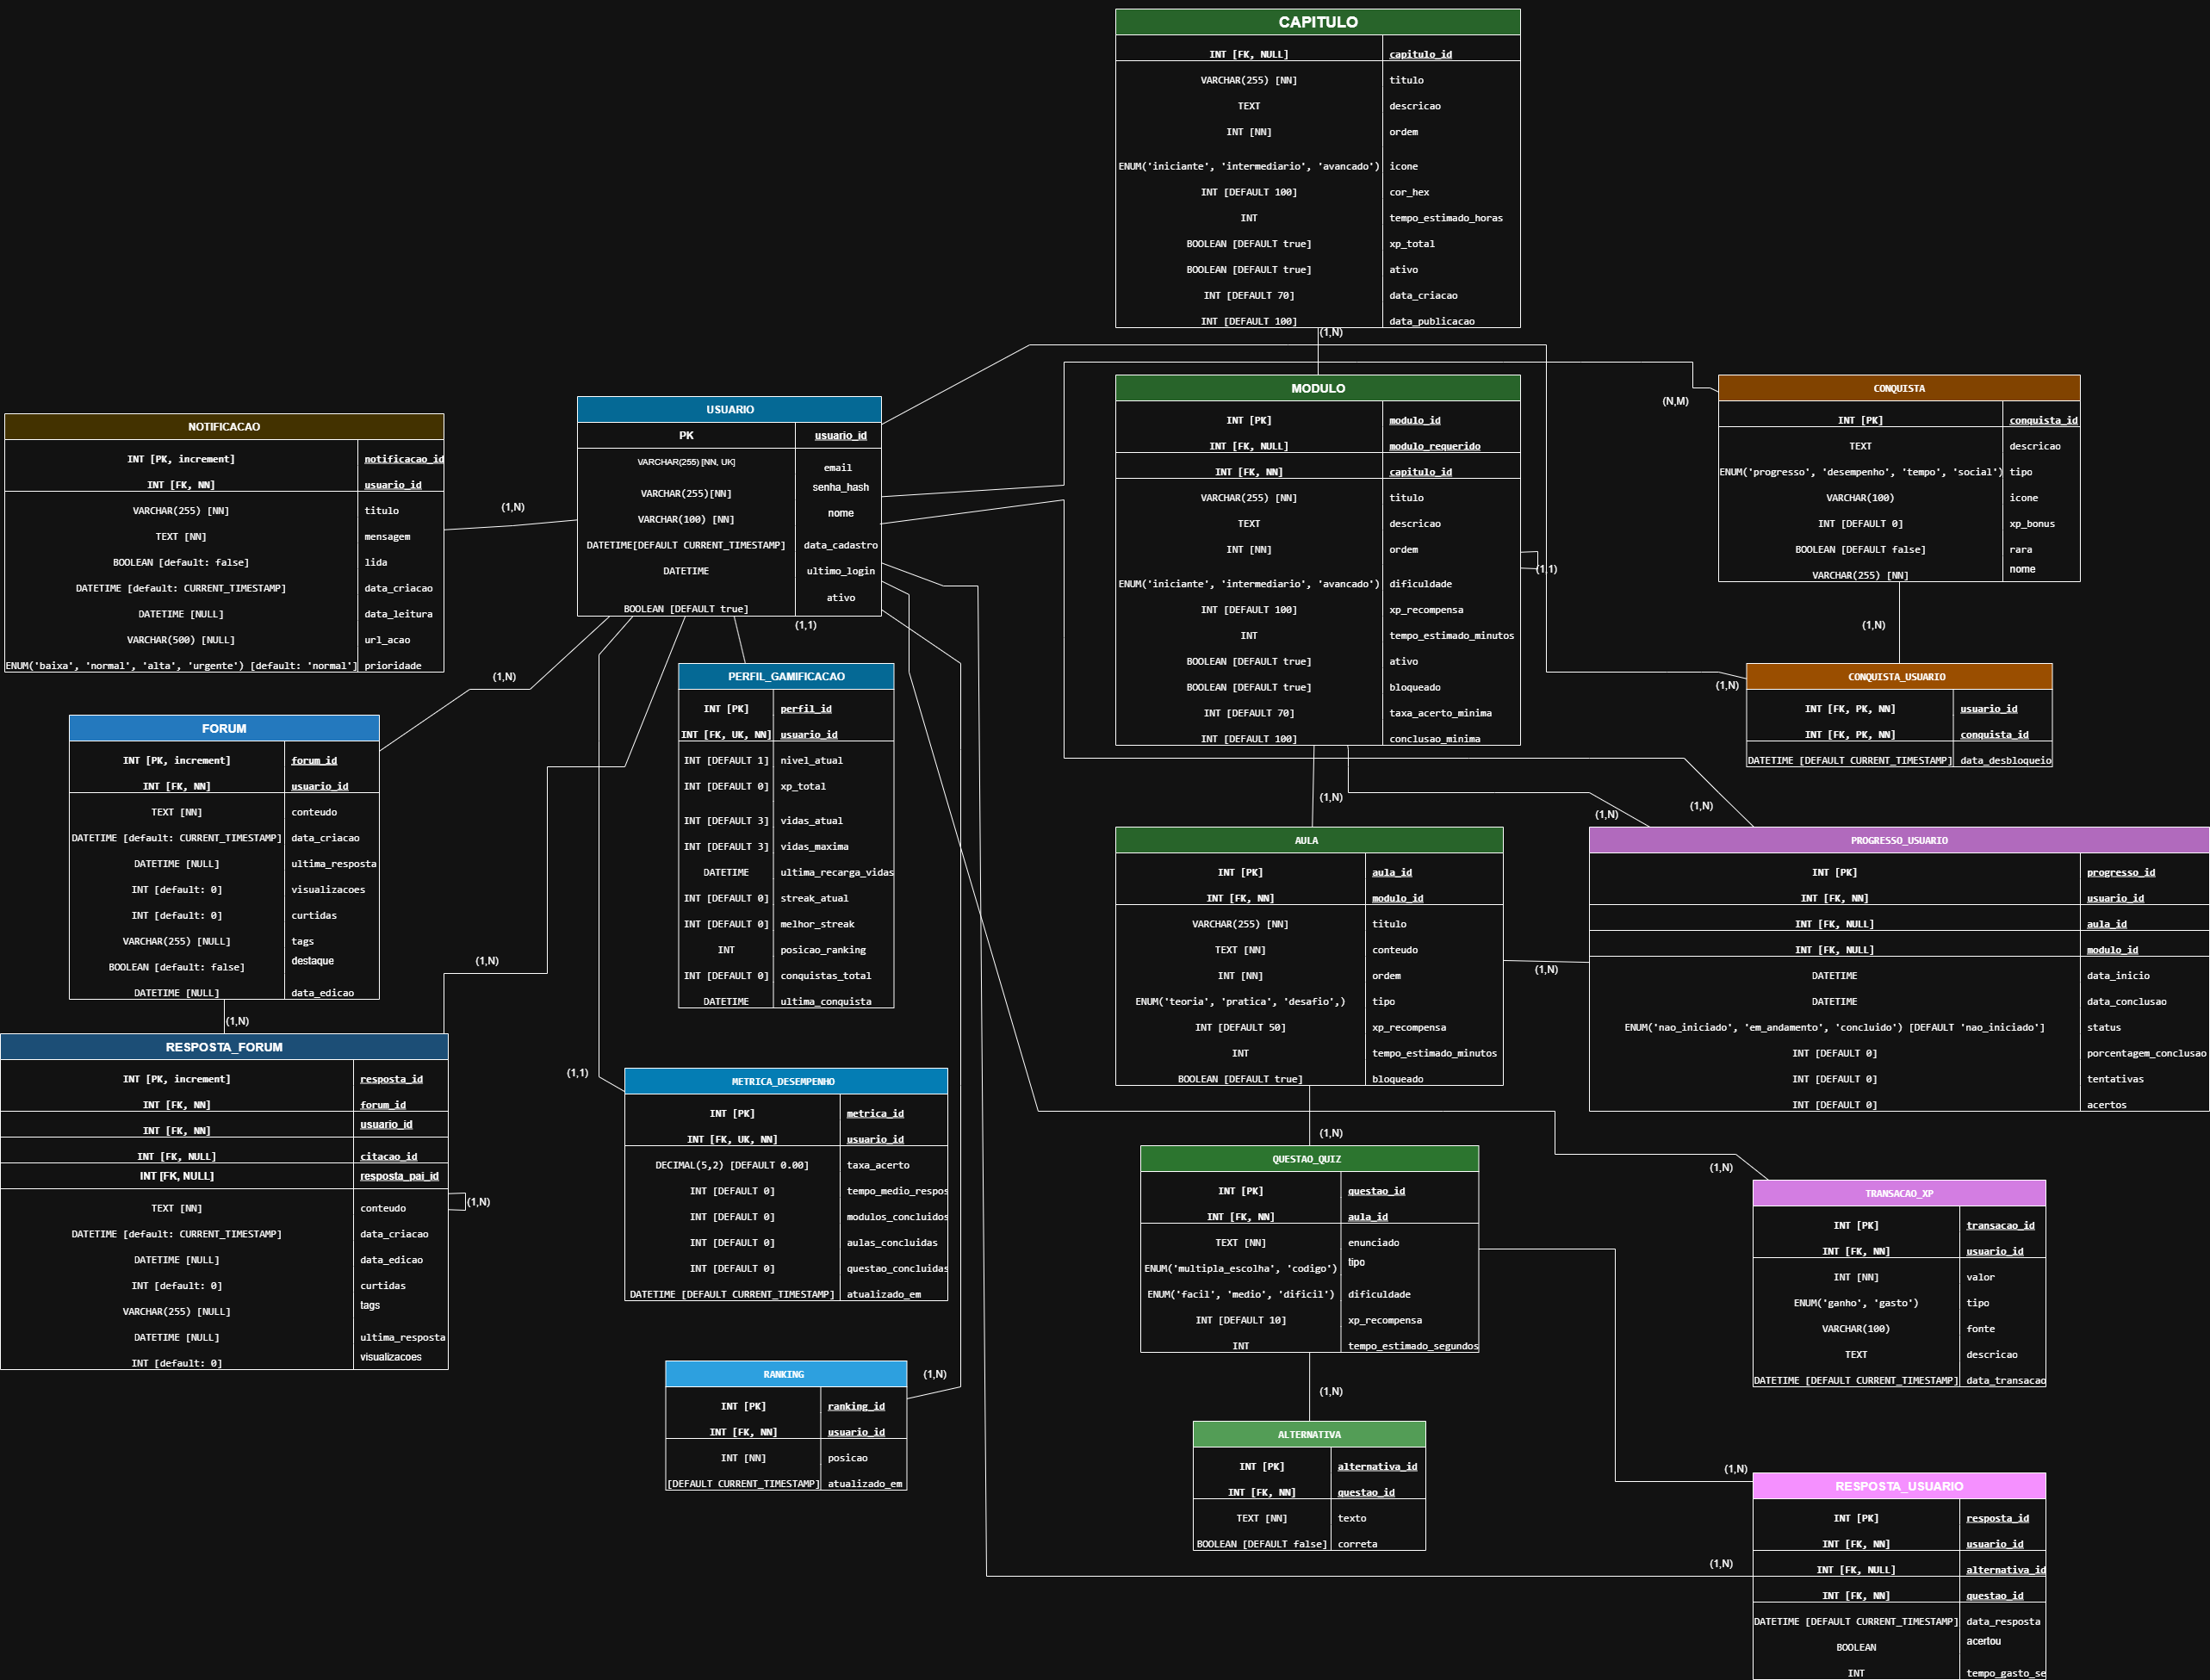 CAPITULO
INT [FK, NULL] capitulo_id
VARCHAR(255) [NN] titulo
TEXT descricao
INT [NN] ordem
ENUM('iniciante', 'intermediario', 'avancado') icone
INT [DEFAULT 100] cor_hex
INT tempo_estimado_horas
BOOLEAN [DEFAULT true] xp_total
BOOLEAN [DEFAULT true] ativo
INT [DEFAULT 70] data_criacao
INT [DEFAULT 100] data_publicacao
(1,N)
MODULO
INT [PK] modulo_id
INT [FK, NULL] modulo_requerido
INT [FK, NN] capitulo_id
VARCHAR(255) [NN] titulo
TEXT descricao
INT [NN] ordem
ENUM('iniciante', 'intermediario', 'avancado') dificuldade
INT [DEFAULT 100] xp_recompensa
INT tempo_estimado_minutos
BOOLEAN [DEFAULT true] ativo
BOOLEAN [DEFAULT true] bloqueado
INT [DEFAULT 70] taxa_acerto_minima
INT [DEFAULT 100] conclusao_minima
(1,1)
(N,M)
CONQUISTA
INT [PK] conquista_id
TEXT descricao
ENUM('progresso', 'desempenho', 'tempo', 'social') tipo
VARCHAR(100) icone
INT [DEFAULT 0] xp_bonus
BOOLEAN [DEFAULT false] rara
VARCHAR(255) [NN] nome
(1,N)
(1,N)
CONQUISTA_USUARIO
INT [FK, PK, NN] usuario_id
INT [FK, PK, NN] conquista_id
DATETIME [DEFAULT CURRENT_TIMESTAMP] data_desbloqueio
USUARIO
PK usuario_id
VARCHAR(255) [NN, UK] email
VARCHAR(255)[NN] senha_hash
VARCHAR(100) [NN] nome
DATETIME[DEFAULT CURRENT_TIMESTAMP] data_cadastro
DATETIME ultimo_login
BOOLEAN [DEFAULT true] ativo
(1,1)
NOTIFICACAO
INT [PK, increment] notificacao_id
INT [FK, NN] usuario_id
VARCHAR(255) [NN] titulo
TEXT [NN] mensagem
BOOLEAN [default: false] lida
DATETIME [default: CURRENT_TIMESTAMP] data_criacao
DATETIME [NULL] data_leitura
VARCHAR(500) [NULL] url_acao
ENUM('baixa', 'normal', 'alta', 'urgente') [default: 'normal'] prioridade
(1,N)
(1,N)
FORUM
INT [PK, increment] forum_id
INT [FK, NN] usuario_id
TEXT [NN] conteudo
DATETIME [default: CURRENT_TIMESTAMP] data_criacao
DATETIME [NULL] ultima_resposta
INT [default: 0] visualizacoes
INT [default: 0] curtidas
VARCHAR(255) [NULL] tags
BOOLEAN [default: false] destaque
DATETIME [NULL] data_edicao
(1,N)
(1,N)
RESPOSTA_FORUM
INT [PK, increment] resposta_id
INT [FK, NN] forum_id
INT [FK, NN] usuario_id
INT [FK, NULL] citacao_id
INT [FK, NULL] resposta_pai_id
TEXT [NN] conteudo
DATETIME [default: CURRENT_TIMESTAMP] data_criacao
DATETIME [NULL] data_edicao
INT [default: 0] curtidas
VARCHAR(255) [NULL] tags
DATETIME [NULL] ultima_resposta
INT [default: 0] visualizacoes
(1,N)
PERFIL_GAMIFICACAO
INT [PK] perfil_id
INT [FK, UK, NN] usuario_id
INT [DEFAULT 1] nivel_atual
INT [DEFAULT 0] xp_total
INT [DEFAULT 3] vidas_atual
INT [DEFAULT 3] vidas_maxima
DATETIME ultima_recarga_vidas
INT [DEFAULT 0] streak_atual
INT [DEFAULT 0] melhor_streak
INT posicao_ranking
INT [DEFAULT 0] conquistas_total
DATETIME ultima_conquista
(1,1)
METRICA_DESEMPENHO
INT [PK] metrica_id
INT [FK, UK, NN] usuario_id
DECIMAL(5,2) [DEFAULT 0.00] taxa_acerto
INT [DEFAULT 0] tempo_medio_respos
INT [DEFAULT 0] modulos_concluidos
INT [DEFAULT 0] aulas_concluidas
INT [DEFAULT 0] questao_concluidas
DATETIME [DEFAULT CURRENT_TIMESTAMP] atualizado_em
(1,N)
RANKING
INT [PK] ranking_id
INT [FK, NN] usuario_id
INT [NN] posicao
[DEFAULT CURRENT_TIMESTAMP] atualizado_em
(1,N)
(1,N)
(1,N)
AULA
INT [PK] aula_id
INT [FK, NN] modulo_id
VARCHAR(255) [NN] titulo
TEXT [NN] conteudo
INT [NN] ordem
ENUM('teoria', 'pratica', 'desafio',) tipo
INT [DEFAULT 50] xp_recompensa
INT tempo_estimado_minutos
BOOLEAN [DEFAULT true] bloqueado
(1,N)
PROGRESSO_USUARIO
INT [PK] progresso_id
INT [FK, NN] usuario_id
INT [FK, NULL] aula_id
INT [FK, NULL] modulo_id
DATETIME data_inicio
DATETIME data_conclusao
ENUM('nao_iniciado', 'em_andamento', 'concluido') [DEFAULT 'nao_iniciado'] status
INT [DEFAULT 0] porcentagem_conclusao
INT [DEFAULT 0] tentativas
INT [DEFAULT 0] acertos
(1,N)
QUESTAO_QUIZ
INT [PK] questao_id
INT [FK, NN] aula_id
TEXT [NN] enunciado
ENUM('multipla_escolha', 'codigo') tipo
ENUM('facil', 'medio', 'dificil') dificuldade
INT [DEFAULT 10] xp_recompensa
INT tempo_estimado_segundos
(1,N)
ALTERNATIVA
INT [PK] alternativa_id
INT [FK, NN] questao_id
TEXT [NN] texto
BOOLEAN [DEFAULT false] correta
(1,N)
TRANSACAO_XP
INT [PK] transacao_id
INT [FK, NN] usuario_id
INT [NN] valor
ENUM('ganho', 'gasto') tipo
VARCHAR(100) fonte
TEXT descricao
DATETIME [DEFAULT CURRENT_TIMESTAMP] data_transacao
(1,N)
(1,N)
RESPOSTA_USUARIO
INT [PK] resposta_id
INT [FK, NN] usuario_id
INT [FK, NULL] alternativa_id
INT [FK, NN] questao_id
DATETIME [DEFAULT CURRENT_TIMESTAMP] data_resposta
BOOLEAN acertou
INT tempo_gasto_se